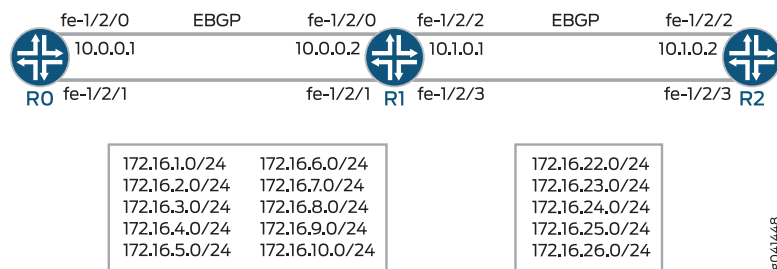 fe-1/2/0 EBGP fe-1/2/0 fe-1/2/2 EBGP fe-1/2/2
10.0.0.1 10.0.0.2 10.1.0.1 10.1.0.2
R0 fe-1/2/1 fe-1/2/1 R1 fe-1/2/3 fe-1/2/3 R2
172.16.1.0/24 172.16.6.0/24 172.16.22.0/24
172.16.2.0/24 172.16.7.0/24 172.16.23.0/24
172.16.3.0/24 172.16.8.0/24 172.16.24.0/24
172.16.4.0/24 172.16.9.0/24 172.16.25.0/24
172.16.5.0/24 172.16.10.0/24 172.16.26.0/24
g041448